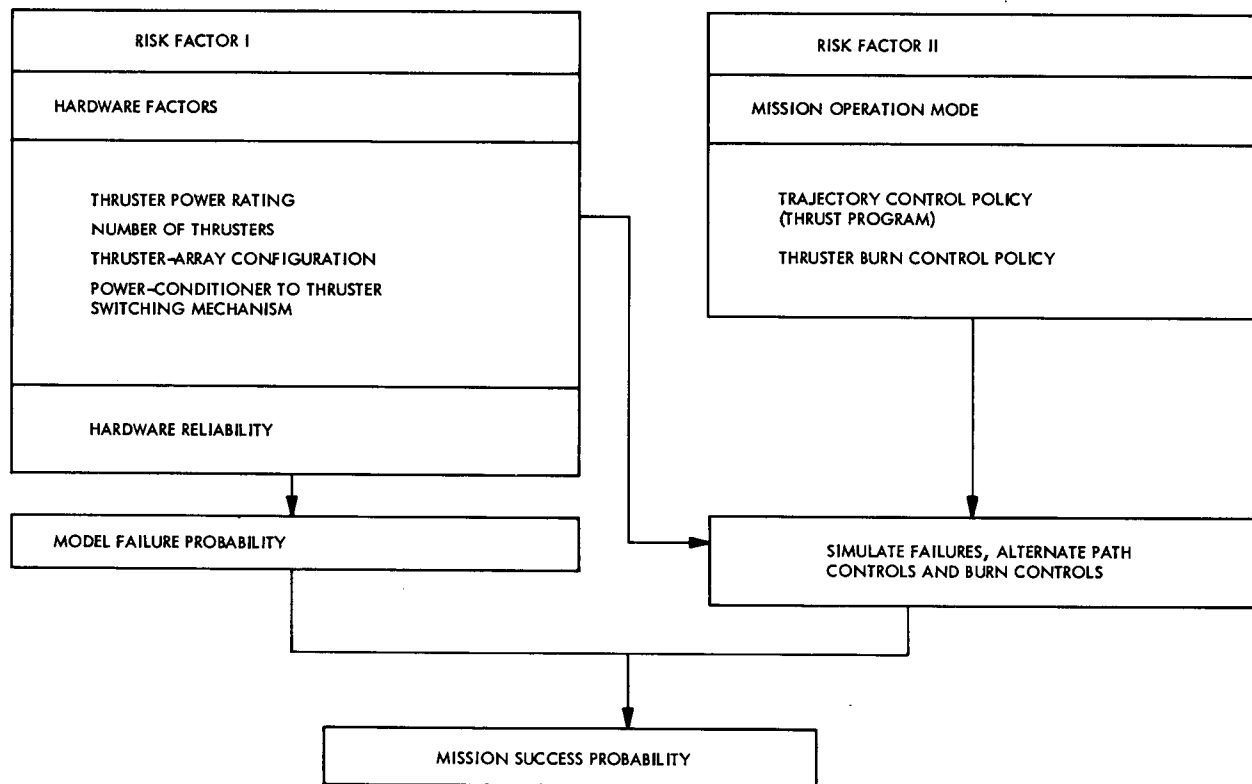 RISK FACTOR I
HARDWARE FACTORS
THRUSTER POWER RATING
NUMBER OF THRUSTERS
THRUSTER-ARRAY CONFIGURATION
POWER-CONDITIONER TO THRUSTER
SWITCHING MECHANISM
HARDWARE RELIABILITY
MODEL FAILURE PROBABILITY
RISK FACTOR II
MISSION OPERATION MODE
TRAJECTORY CONTROL POLICY
(THRUST PROGRAM)
THRUSTER BURN CONTROL POLICY
SIMULATE FAILURES, ALTERNATE PATH
CONTROLS AND BURN CONTROLS
MISSION SUCCESS PROBABILITY